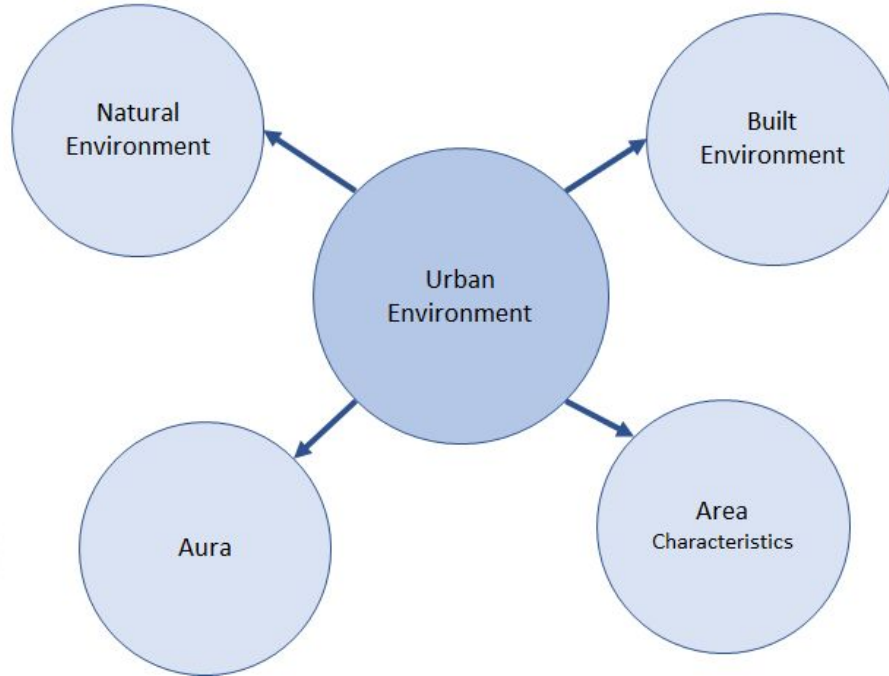 Natural
Environment
Built
Environment
Urban
Environment
Aura
Area
Characteristics